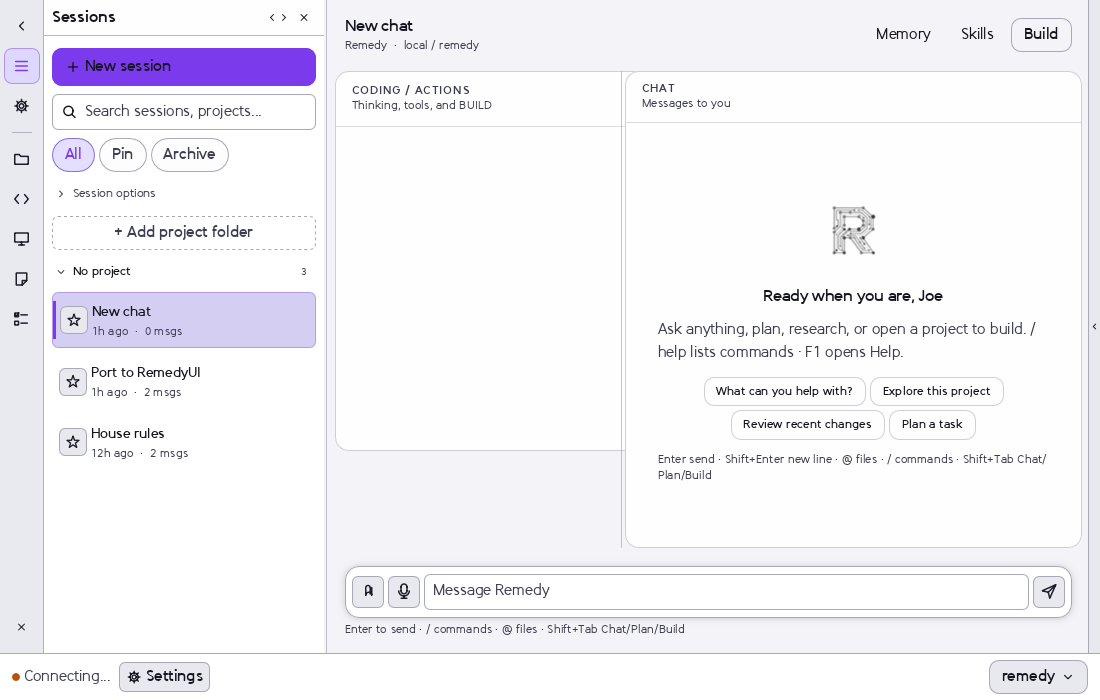 Sessions
New session
Search sessions, projects...
All
Pin
Archive
Session options
+ Add project folder
No project
3
New chat
1h ago · 0 msgs
Port to RemedyUI
1h ago · 2 msgs
House rules
12h ago · 2 msgs
New chat
Remedy · local / remedy
Memory
Skills
Build
CODING / ACTIONS
Thinking, tools, and BUILD
CHAT
Messages to you
R
Ready when you are, Joe
Ask anything, plan, research, or open a project to build. /
help lists commands · F1 opens Help.
What can you help with?
Explore this project
Review recent changes
Plan a task
Enter send · Shift+Enter new line · @ files · / commands · Shift+Tab Chat/
Plan/Build
Message Remedy
Enter to send · / commands · @ files · Shift+Tab Chat/Plan/Build
Connecting...
Settings
remedy